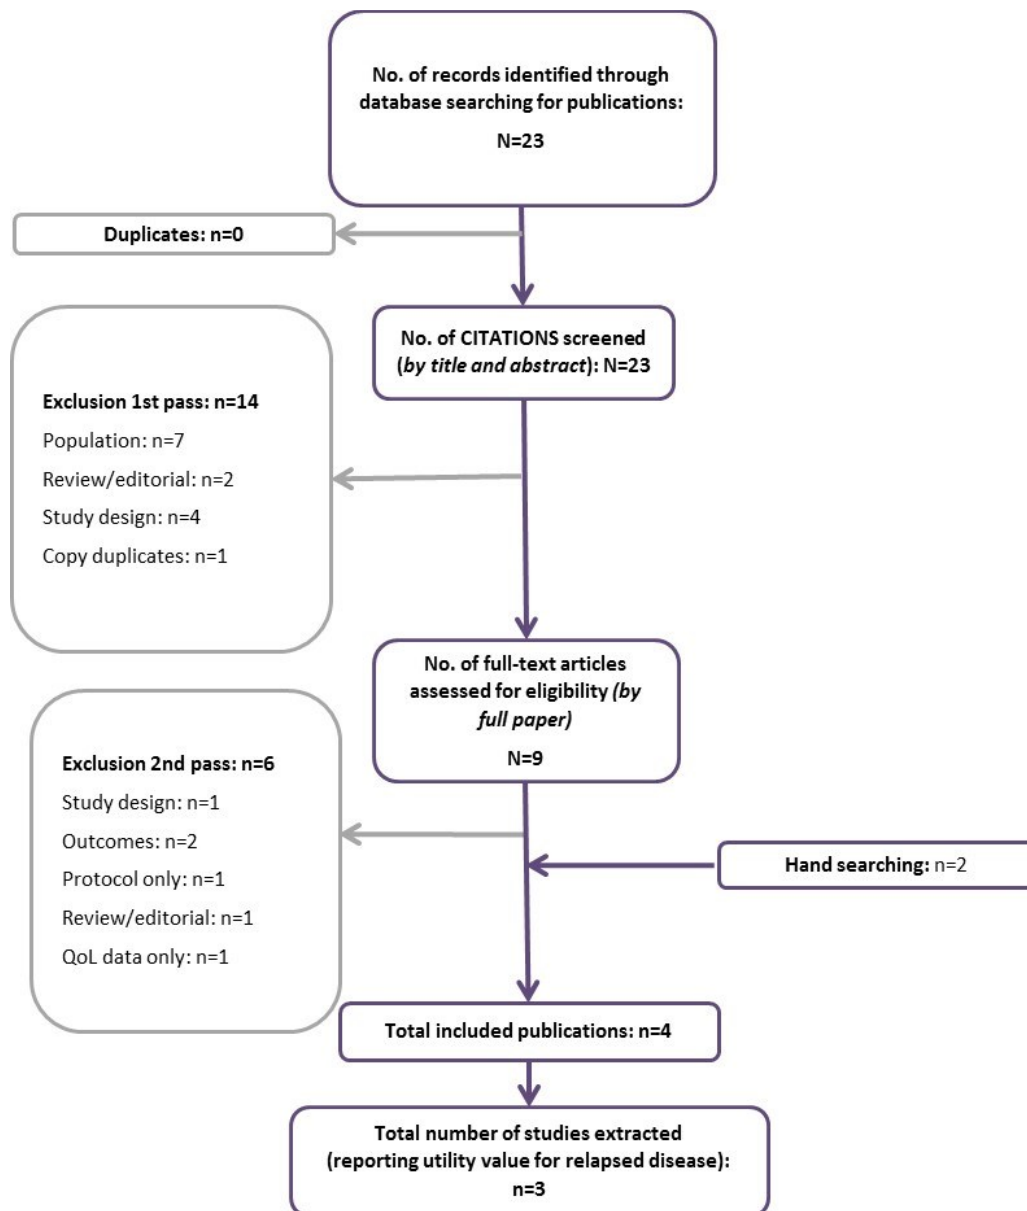 No. of records identified through
database searching for publications:
N=23
Duplicates: n=0
No. of CITATIONS screened
(by title and abstract): N=23
Exclusion 1st pass: n=14
Population: n=7
Review/editorial: n=2
Study design: n=4
Copy duplicates: n=1
No. of full-text articles
assessed for eligibility (by
full paper)
N=9
Exclusion 2nd pass: n=6
Study design: n=1
Outcomes: n=2
Protocol only: n=1
Review/editorial: n=1
QoL data only: n=1
Hand searching: n=2
Total included publications: n=4
Total number of studies extracted
(reporting utility value for relapsed disease):
n=3